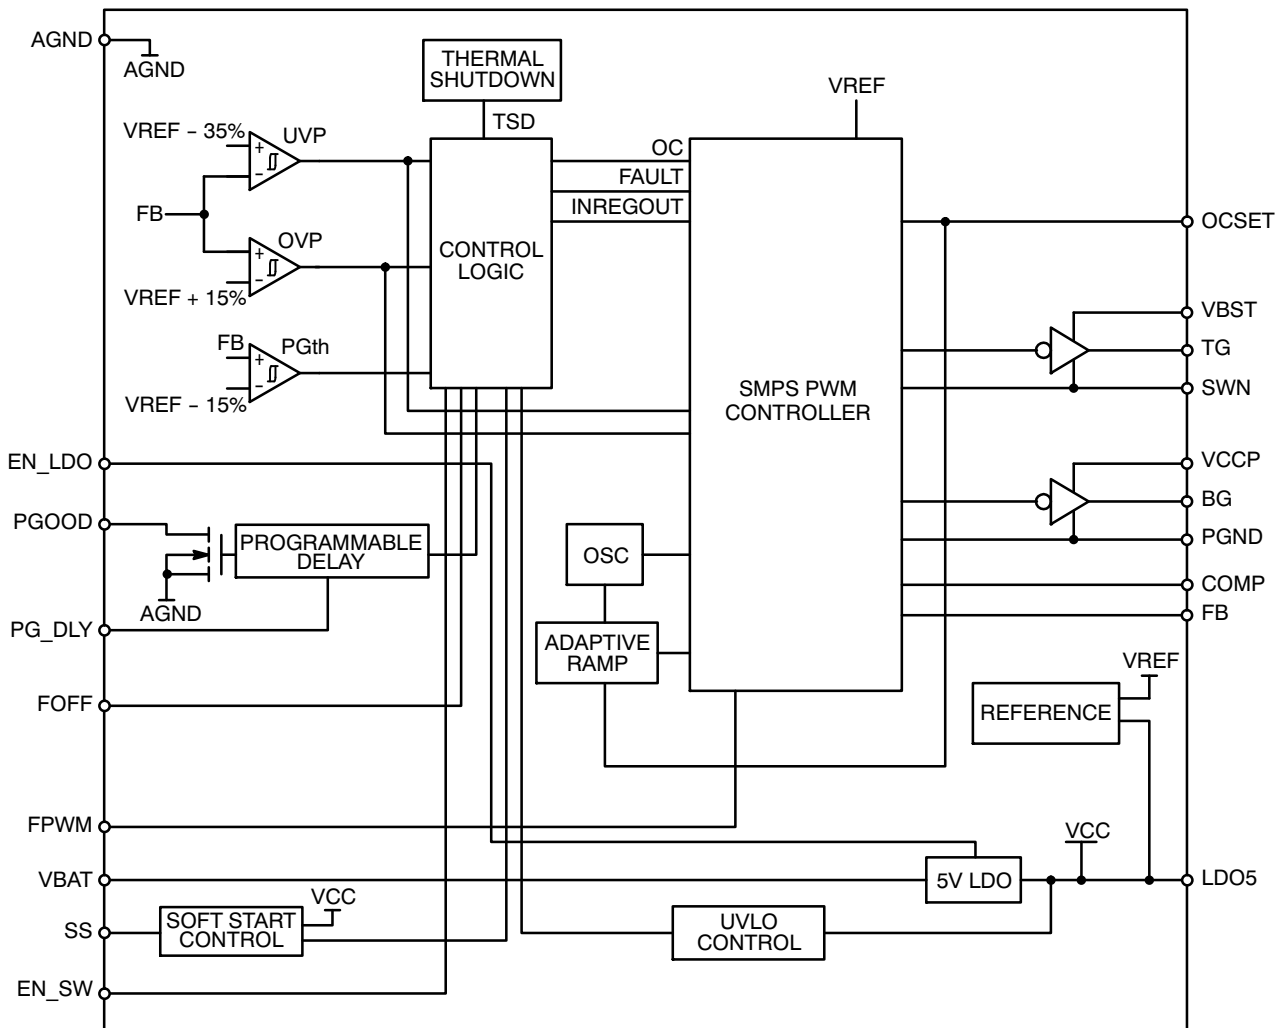 AGND
AGND
THERMAL
SHUTDOWN
TSD
VREF
VREF – 35%
UVP
+
–
FB
OVP
+
–
VREF + 15%
FB
PGth
+
–
VREF – 15%
CONTROL
LOGIC
OC
FAULT
INREGOUT
SMPS PWM
CONTROLLER
OCSET
VBST
TG
SWN
VCCP
BG
PGND
COMP
FB
EN_LDO
PGOOD
PROGRAMMABLE
DELAY
AGND
PG_DLY
OSC
ADAPTIVE
RAMP
VREF
REFERENCE
FOFF
FPWM
VCC
VBAT
5V LDO
LDO5
VCC
SS
SOFT START
CONTROL
UVLO
CONTROL
EN_SW